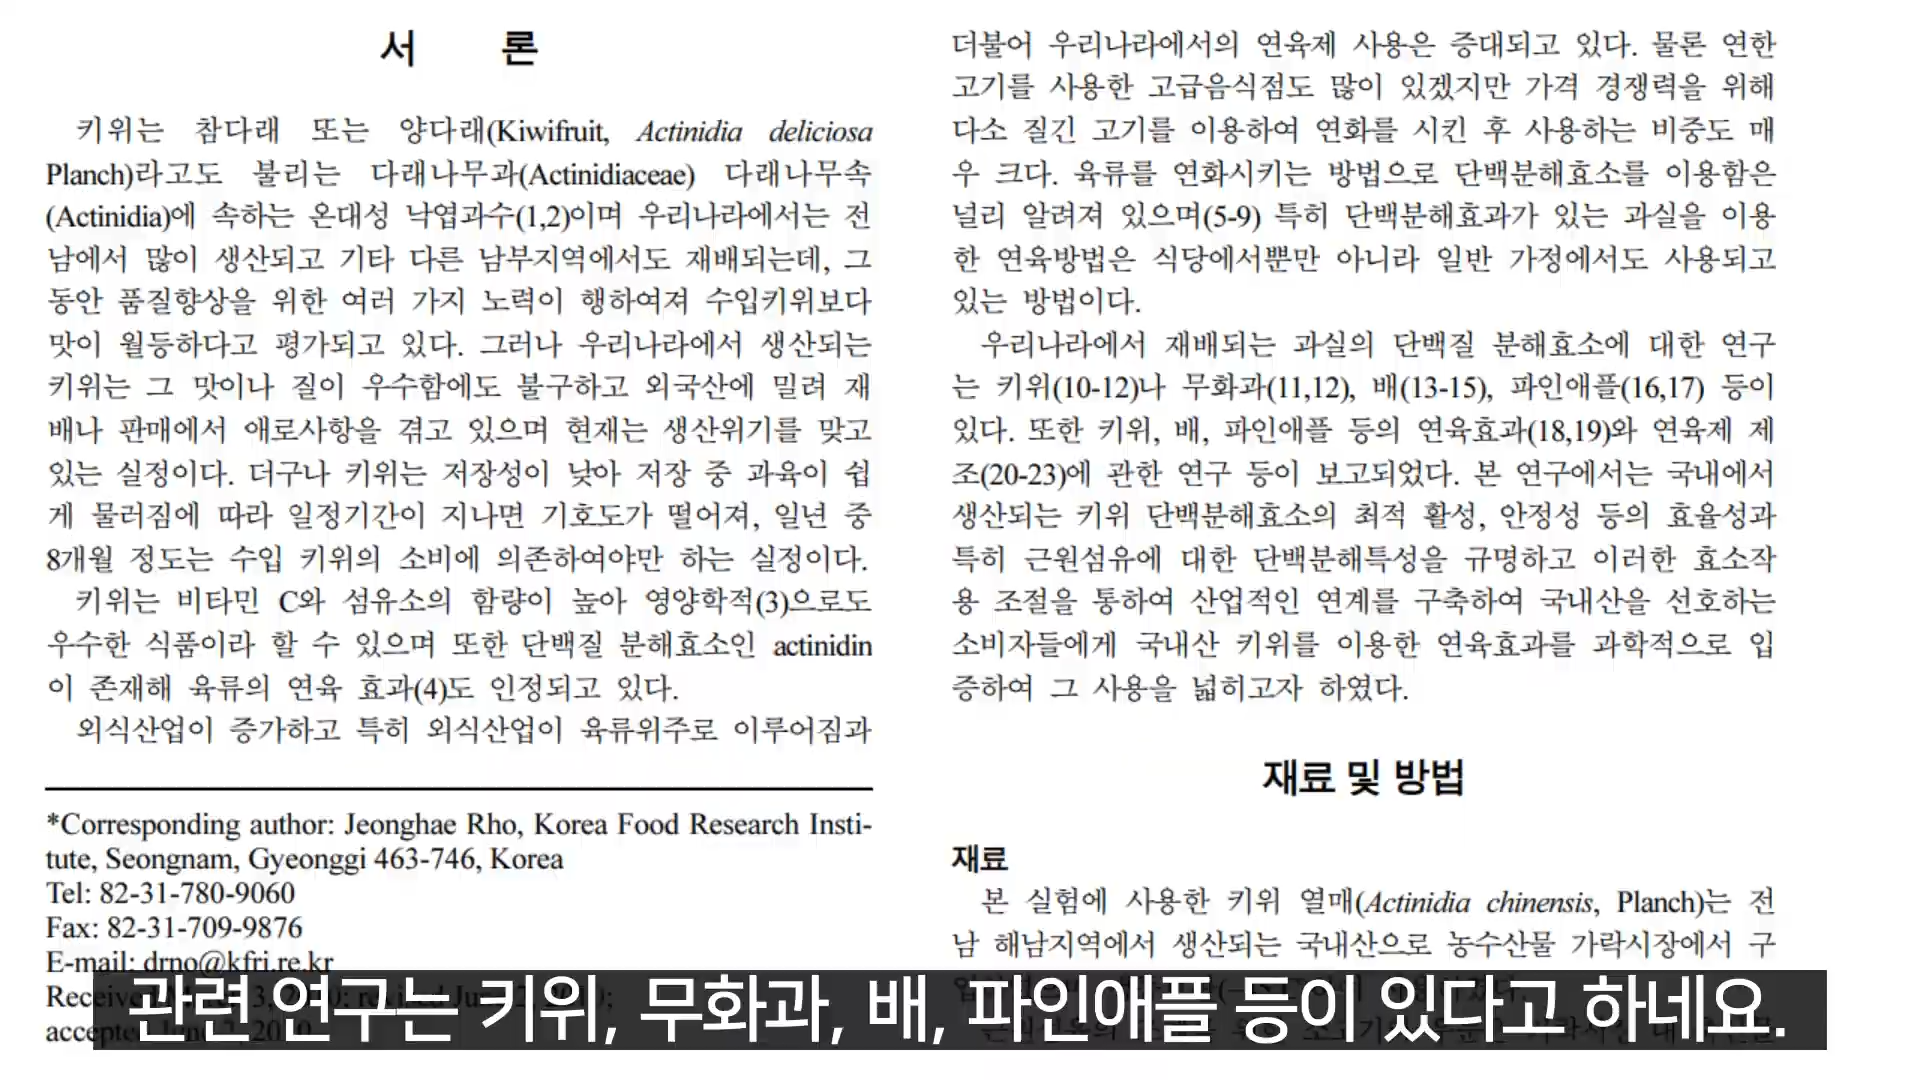 서 론
키위는 참다래 또는 양다래(Kiwifruit, Actinidia deliciosa
Planch)라고도 불리는 다래나무과(Actinidiaceae) 다래나무속
(Actinidia)에 속하는 온대성 낙엽과수(1,2)이며 우리나라에서는 전
남에서 많이 생산되고 기타 다른 남부지역에서도 재배되는데, 그
동안 품질향상을 위한 여러 가지 노력이 행하여져 수입키위보다
맛이 월등하다고 평가되고 있다. 그러나 우리나라에서 생산되는
키위는 그 맛이나 질이 우수함에도 불구하고 외국산에 밀려 재
배나 판매에서 애로사항을 겪고 있으며 현재는 생산위기를 맞고
있는 실정이다. 더구나 키위는 저장성이 낮아 저장 중 과육이 쉽
게 물러짐에 따라 일정기간이 지나면 기호도가 떨어져, 일년 중
8개월 정도는 수입 키위의 소비에 의존하여야만 하는 실정이다.
키위는 비타민 C와 섬유소의 함량이 높아 영양학적(3)으로도
우수한 식품이라 할 수 있으며 또한 단백질 분해효소인 actinidin
이 존재해 육류의 연육 효과(4)도 인정되고 있다.
외식산업이 증가하고 특히 외식산업이 육류위주로 이루어짐과
*Corresponding author: Jeonghae Rho, Korea Food Research Insti-
tute, Seongnam, Gyeonggi 463-746, Korea
Tel: 82-31-780-9060
Fax: 82-31-709-9876
E-mail: drno@kfri.re.kr
더불어 우리나라에서의 연육제 사용은 증대되고 있다. 물론 연한
고기를 사용한 고급음식점도 많이 있겠지만 가격 경쟁력을 위해
다소 질긴 고기를 이용하여 연화를 시킨 후 사용하는 비중도 매
우 크다. 육류를 연화시키는 방법으로 단백분해효소를 이용함은
널리 알려져 있으며(5-9) 특히 단백분해효과가 있는 과실을 이용
한 연육방법은 식당에서뿐만 아니라 일반 가정에서도 사용되고
있는 방법이다.
우리나라에서 재배되는 과실의 단백질 분해효소에 대한 연구
는 키위(10-12)나 무화과(11,12), 배(13-15), 파인애플(16,17) 등이
있다. 또한 키위, 배, 파인애플 등의 연육효과(18,19)와 연육제 제
조(20-23)에 관한 연구 등이 보고되었다. 본 연구에서는 국내에서
생산되는 키위 단백분해효소의 최적 활성, 안정성 등의 효율성과
특히 근원섬유에 대한 단백분해특성을 규명하고 이러한 효소작
용 조절을 통하여 산업적인 연계를 구축하여 국내산을 선호하는
소비자들에게 국내산 키위를 이용한 연육효과를 과학적으로 입
증하여 그 사용을 넓히고자 하였다.
재료 및 방법
재료
본 실험에 사용한 키위 열매(Actinidia chinensis, Planch)는 전
남 해남지역에서 생산되는 국내산으로 농수산물 가락시장에서 구
관련 연구는 키위, 무화과, 배, 파인애플 등이 있다고 하네요.